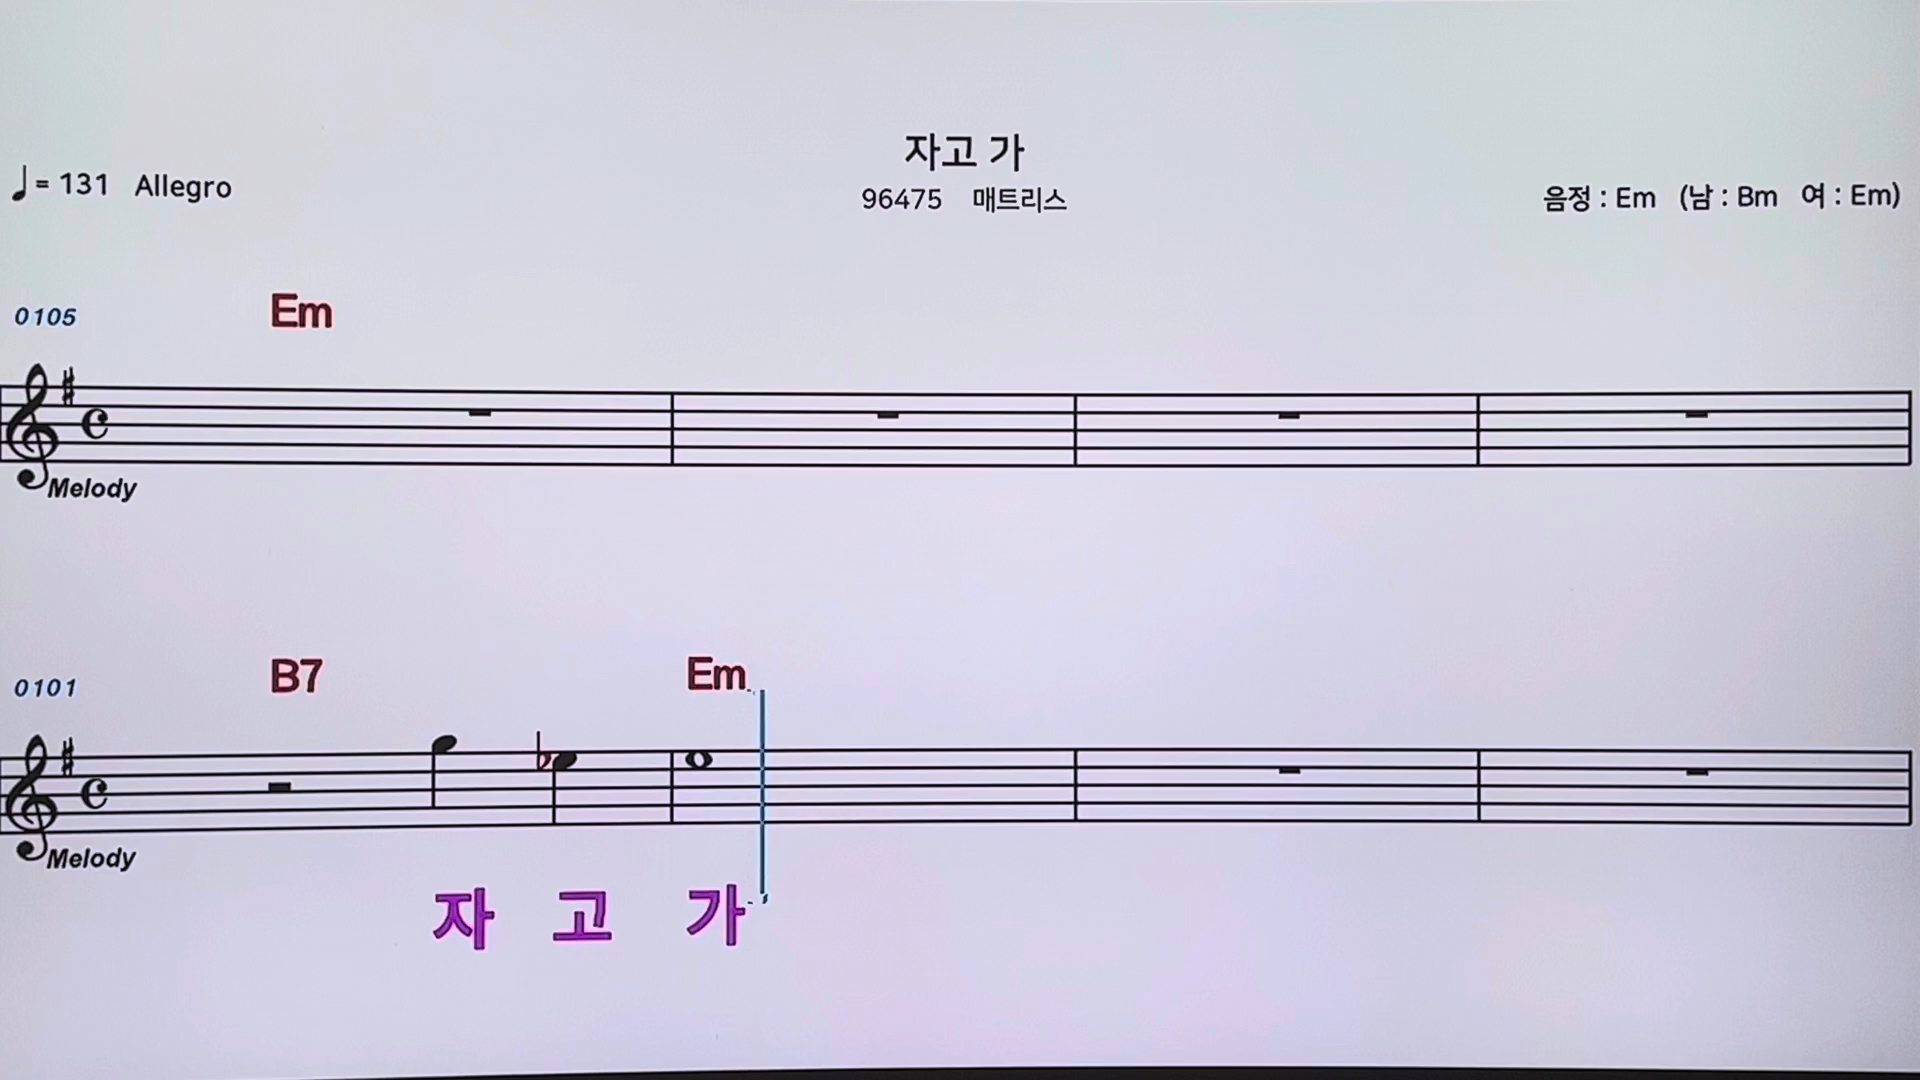 자고 가
♩= 131 Allegro
96475 매트리스
음정 : Em (남 : Bm 여 : Em)
0105 Em
Melody
0101 B7 Em
Melody
자 고 가